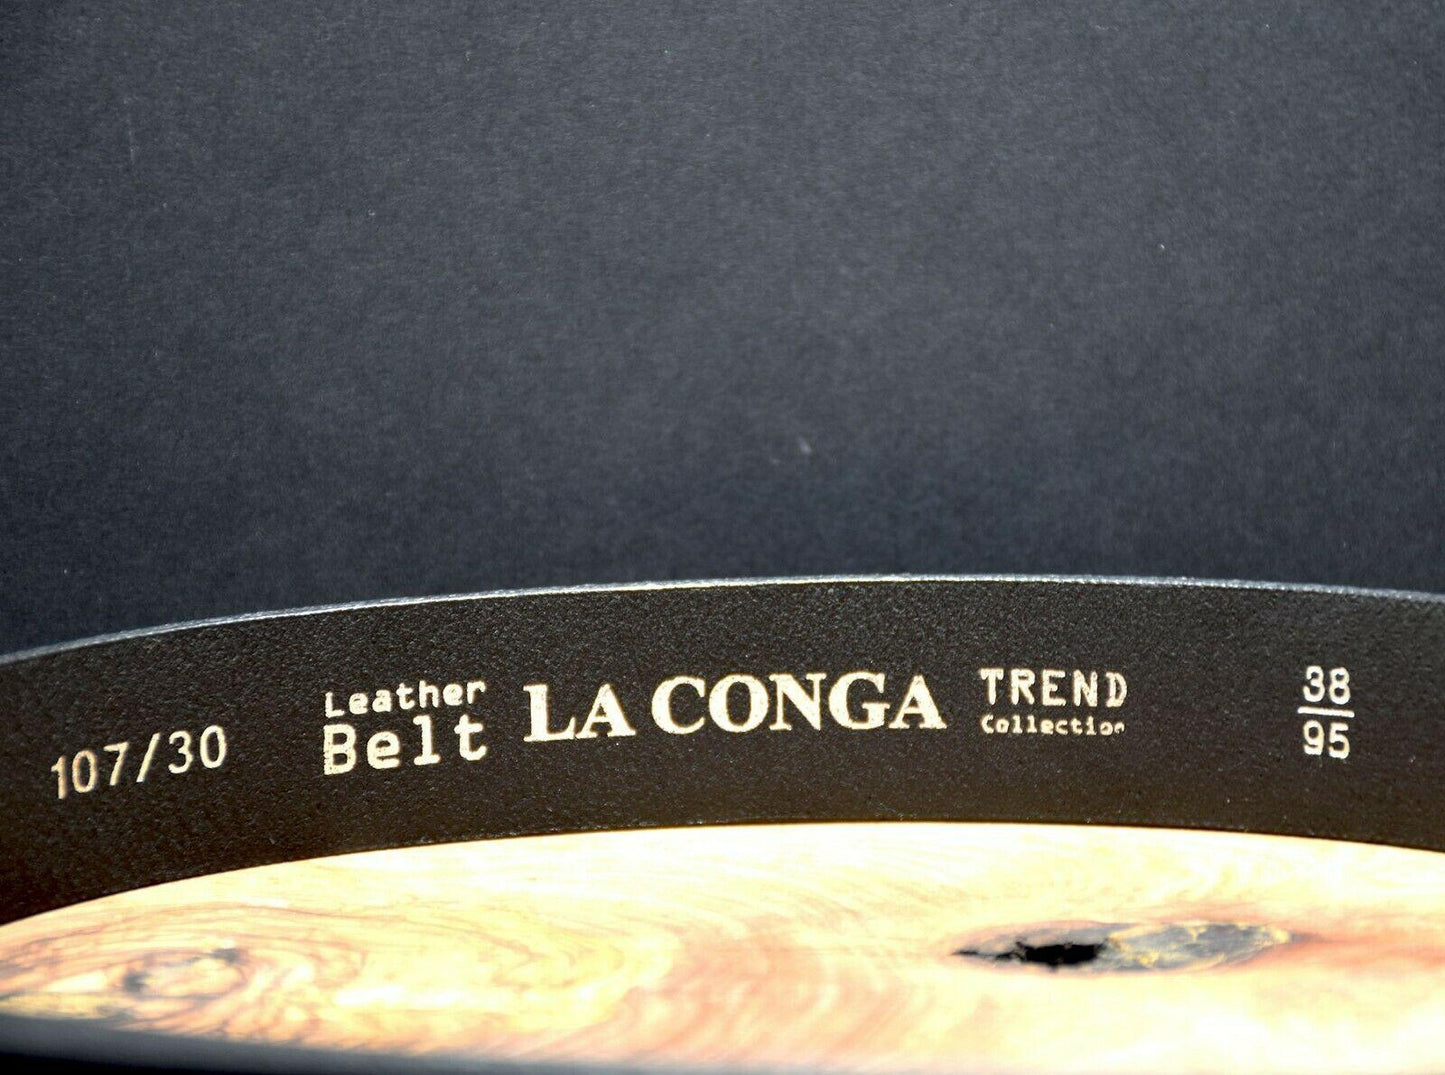 107/30
Leather
Belt
LA CONGA
TREND
Collection
38
95